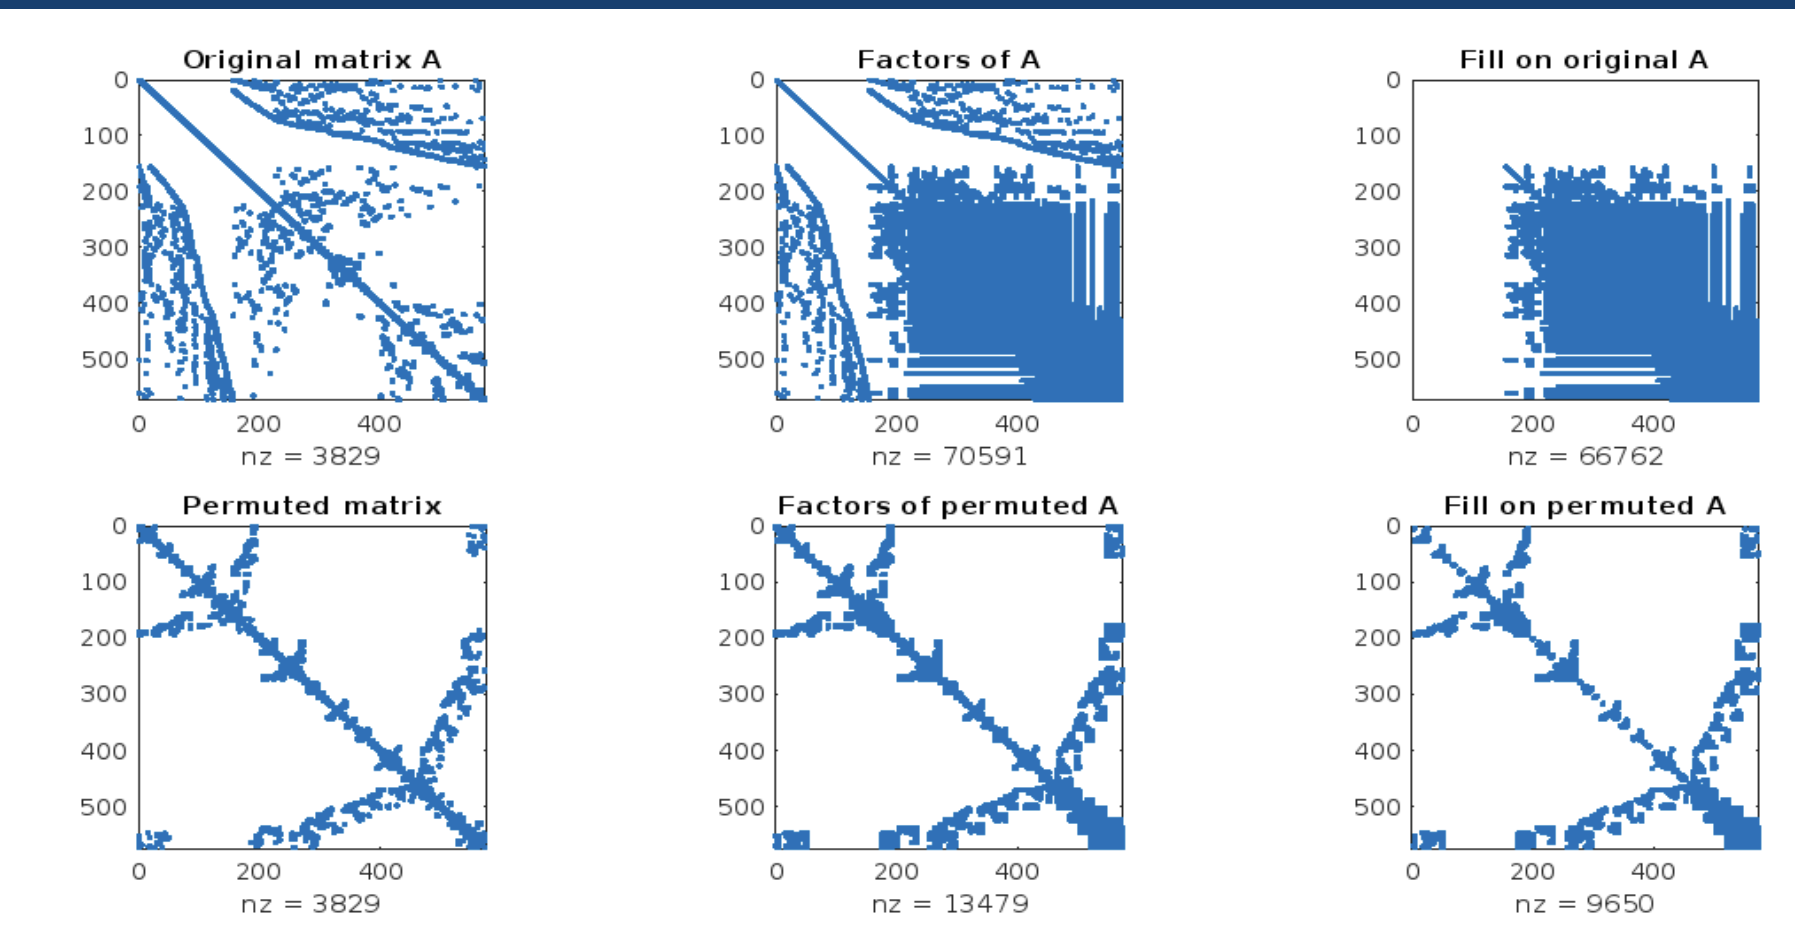 Original matrix A
0
100
200
300
400
500
0 200 400
nz = 3829
Factors of A
0
100
200
300
400
500
0 200 400
nz = 70591
Fill on original A
0
100
200
300
400
500
0 200 400
nz = 66762
Permuted matrix
0
100
200
300
400
500
0 200 400
nz = 3829
Factors of permuted A
0
100
200
300
400
500
0 200 400
nz = 13479
Fill on permuted A
0
100
200
300
400
500
0 200 400
nz = 9650